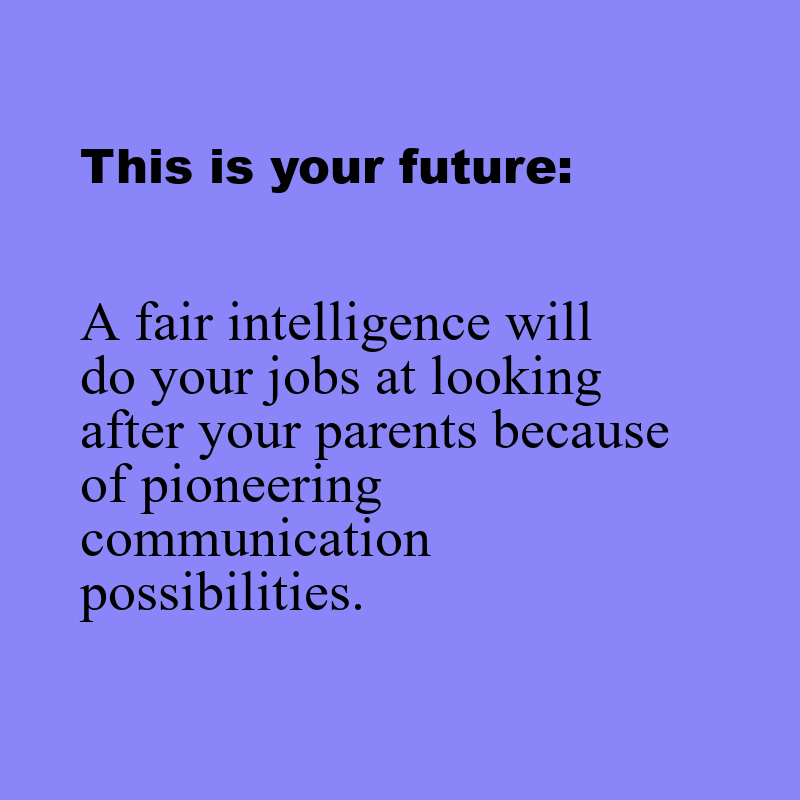 This is your future:
A fair intelligence will
do your jobs at looking
after your parents because
of pioneering
communication
possibilities.